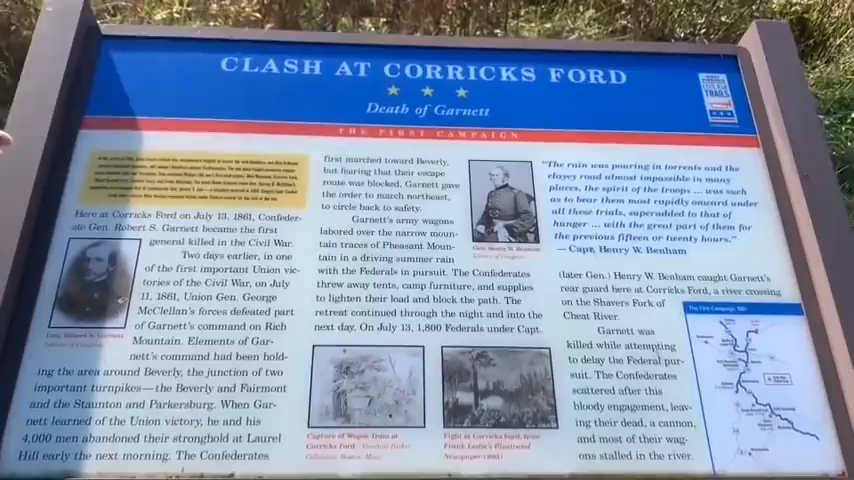 CLASH AT CORRICKS FORD
Death of Garnett
THE FIRST CAMPAIGN
Here at Corricks Ford on July 13, 1861, Confeder-
ate Gen. Robert S. Garnett became the first
general killed in the Civil War.
Two days earlier, in one
of the first important Union vic-
tories of the Civil War, on July
11, 1861, Union Gen. George
McClellan's forces defeated part
of Garnett's command on Rich
Mountain. Elements of Gar-
nett's command had been hold-
ing the area around Beverly, the junction of two
important turnpikes—the Beverly and Fairmont
and the Staunton and Parkersburg. When Gar-
nett learned of the Union victory, he and his
4,000 men abandoned their stronghold at Laurel
Hill early the next morning. The Confederates
Gen. Robert S. Garnett
first marched toward Beverly,
but fearing that their escape
route was blocked, Garnett gave
the order to march northeast,
to circle back to safety.
Garnett's army wagons
labored over the narrow moun-
tain traces of Pheasant Moun-
tain in a driving summer rain
with the Federals in pursuit. The Confederates
threw away tents, camp furniture, and supplies
to lighten their load and block the path. The
retreat continued through the night and into the
next day. On July 13, 1,800 Federals under Capt.
Gen. Henry W. Benham
Capture of Wagon Train at
Corricks Ford
Fight at Corricks Ford, from
Frank Leslie's Illustrated
Newspaper (1861)
"The rain was pouring in torrents and the
clayey road almost impossible in many
places, the spirit of the troops ... was such
as to bear them most rapidly onward under
all these trials, superadded to that of
hunger ... with the great part of them for
the previous fifteen or twenty hours."
— Capt. Henry W. Benham
(later Gen.) Henry W. Benham caught Garnett's
rear guard here at Corricks Ford, a river crossing
on the Shavers Fork of
Cheat River.
Garnett was
killed while attempting
to delay the Federal pur-
suit. The Confederates
scattered after this
bloody engagement, leav-
ing their dead, a cannon,
and most of their wag-
ons stalled in the river.
The First Campaign, 1861